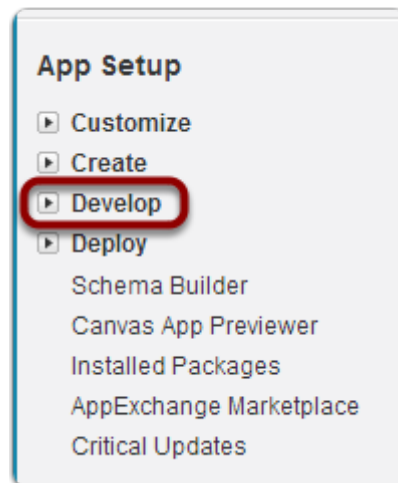 App Setup
Customize
Create
Develop
Deploy
Schema Builder
Canvas App Previewer
Installed Packages
AppExchange Marketplace
Critical Updates